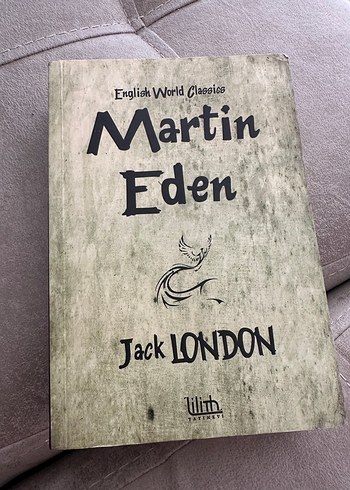 English World Classics
Martin
Eden
Jack LONDON
lilith
YAYINEVİ